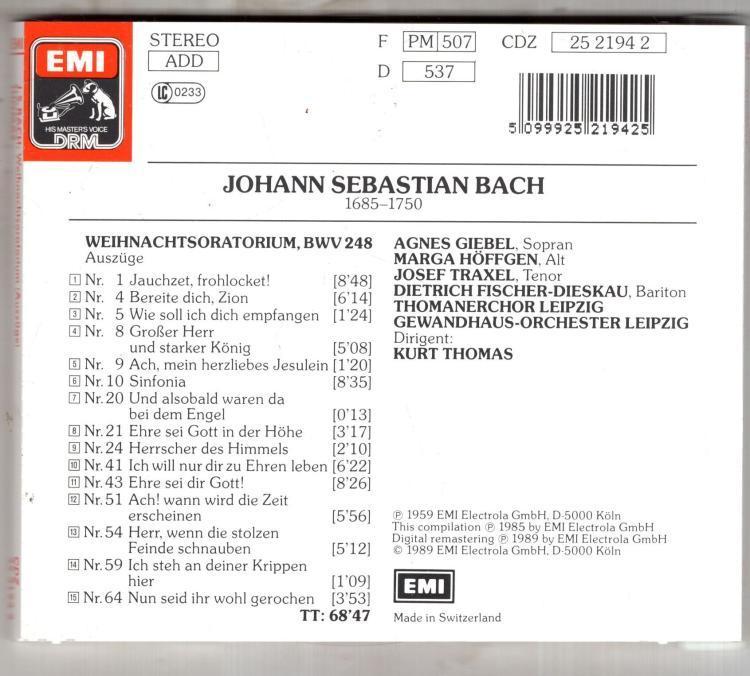 EMI
HIS MASTER'S VOICE
DRM
STEREO
ADD
LC 0233
F PM 507 CDZ 25 2194 2
D 537
5 099925 219425
JOHANN SEBASTIAN BACH
1685–1750
WEIHNACHTSORATORIUM, BWV 248
Auszüge
1 Nr. 1 Jauchzet, frohlocket! [8'48]
2 Nr. 4 Bereite dich, Zion [6'14]
3 Nr. 5 Wie soll ich dich empfangen [1'24]
4 Nr. 8 Großer Herr
und starker König [5'08]
5 Nr. 9 Ach, mein herzliebes Jesulein [1'20]
6 Nr. 10 Sinfonia [8'35]
7 Nr. 20 Und alsobald waren da
bei dem Engel [0'13]
8 Nr. 21 Ehre sei Gott in der Höhe [3'17]
9 Nr. 24 Herrscher des Himmels [2'10]
10 Nr. 41 Ich will nur dir zu Ehren leben [6'22]
11 Nr. 43 Ehre sei dir Gott! [8'26]
12 Nr. 51 Ach! wann wird die Zeit
erscheinen [5'56]
13 Nr. 54 Herr, wenn die stolzen
Feinde schnauben [5'12]
14 Nr. 59 Ich steh an deiner Krippen
hier [1'09]
15 Nr. 64 Nun seid ihr wohl gerochen [3'53]
TT: 68'47
AGNES GIEBEL, Sopran
MARGA HÖFFGEN, Alt
JOSEF TRAXEL, Tenor
DIETRICH FISCHER-DIESKAU, Bariton
THOMANERCHOR LEIPZIG
GEWANDHAUS-ORCHESTER LEIPZIG
Dirigent:
KURT THOMAS
℗ 1959 EMI Electrola GmbH, D-5000 Köln
This compilation ℗ 1985 by EMI Electrola GmbH
Digital remastering ℗ 1989 by EMI Electrola GmbH
© 1989 EMI Electrola GmbH, D-5000 Köln
EMI
Made in Switzerland